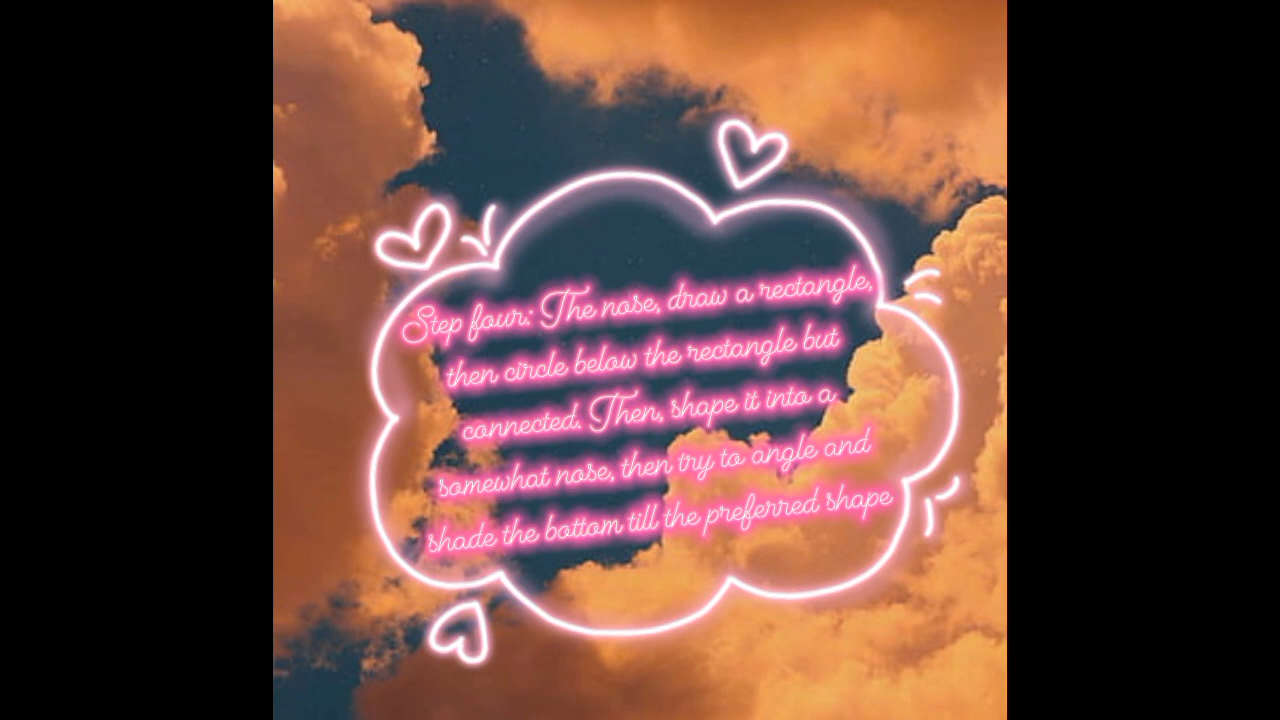 Step four: The nose, draw a rectangle,
then circle below the rectangle but
connected. Then, shape it into a
somewhat nose, then try to angle and
shade the bottom till the preferred shape